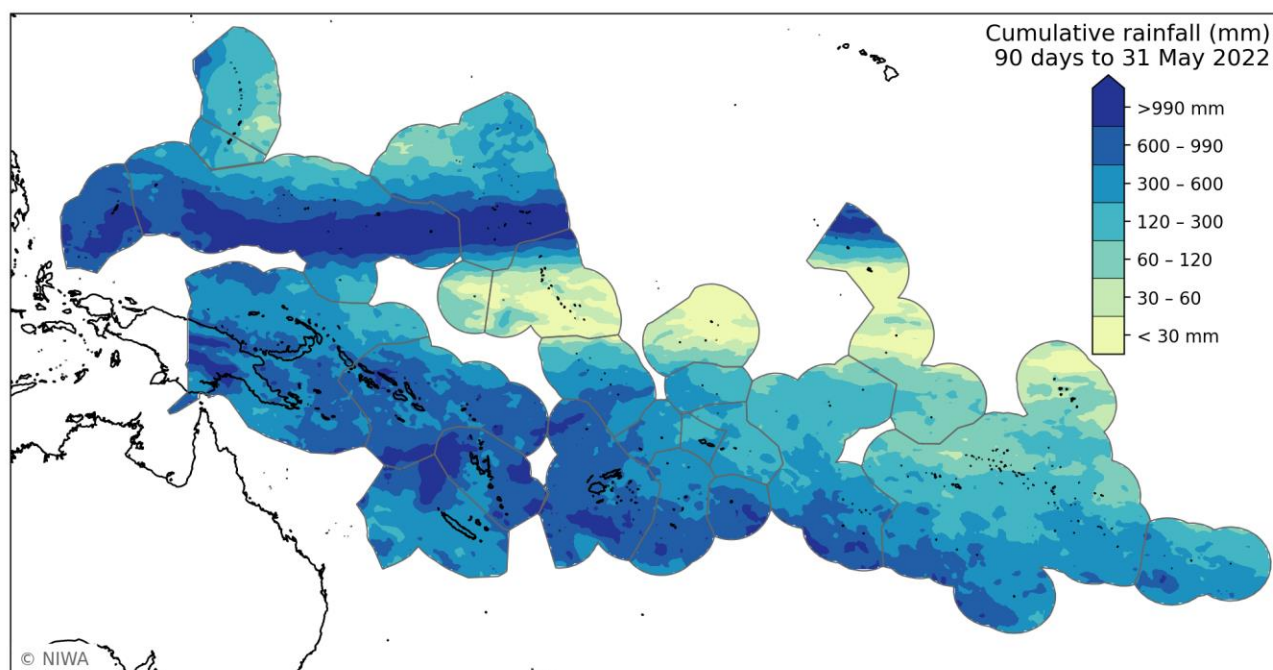 Cumulative rainfall (mm)
90 days to 31 May 2022
>990 mm
600 – 990
300 – 600
120 – 300
60 – 120
30 – 60
< 30 mm
© NIWA